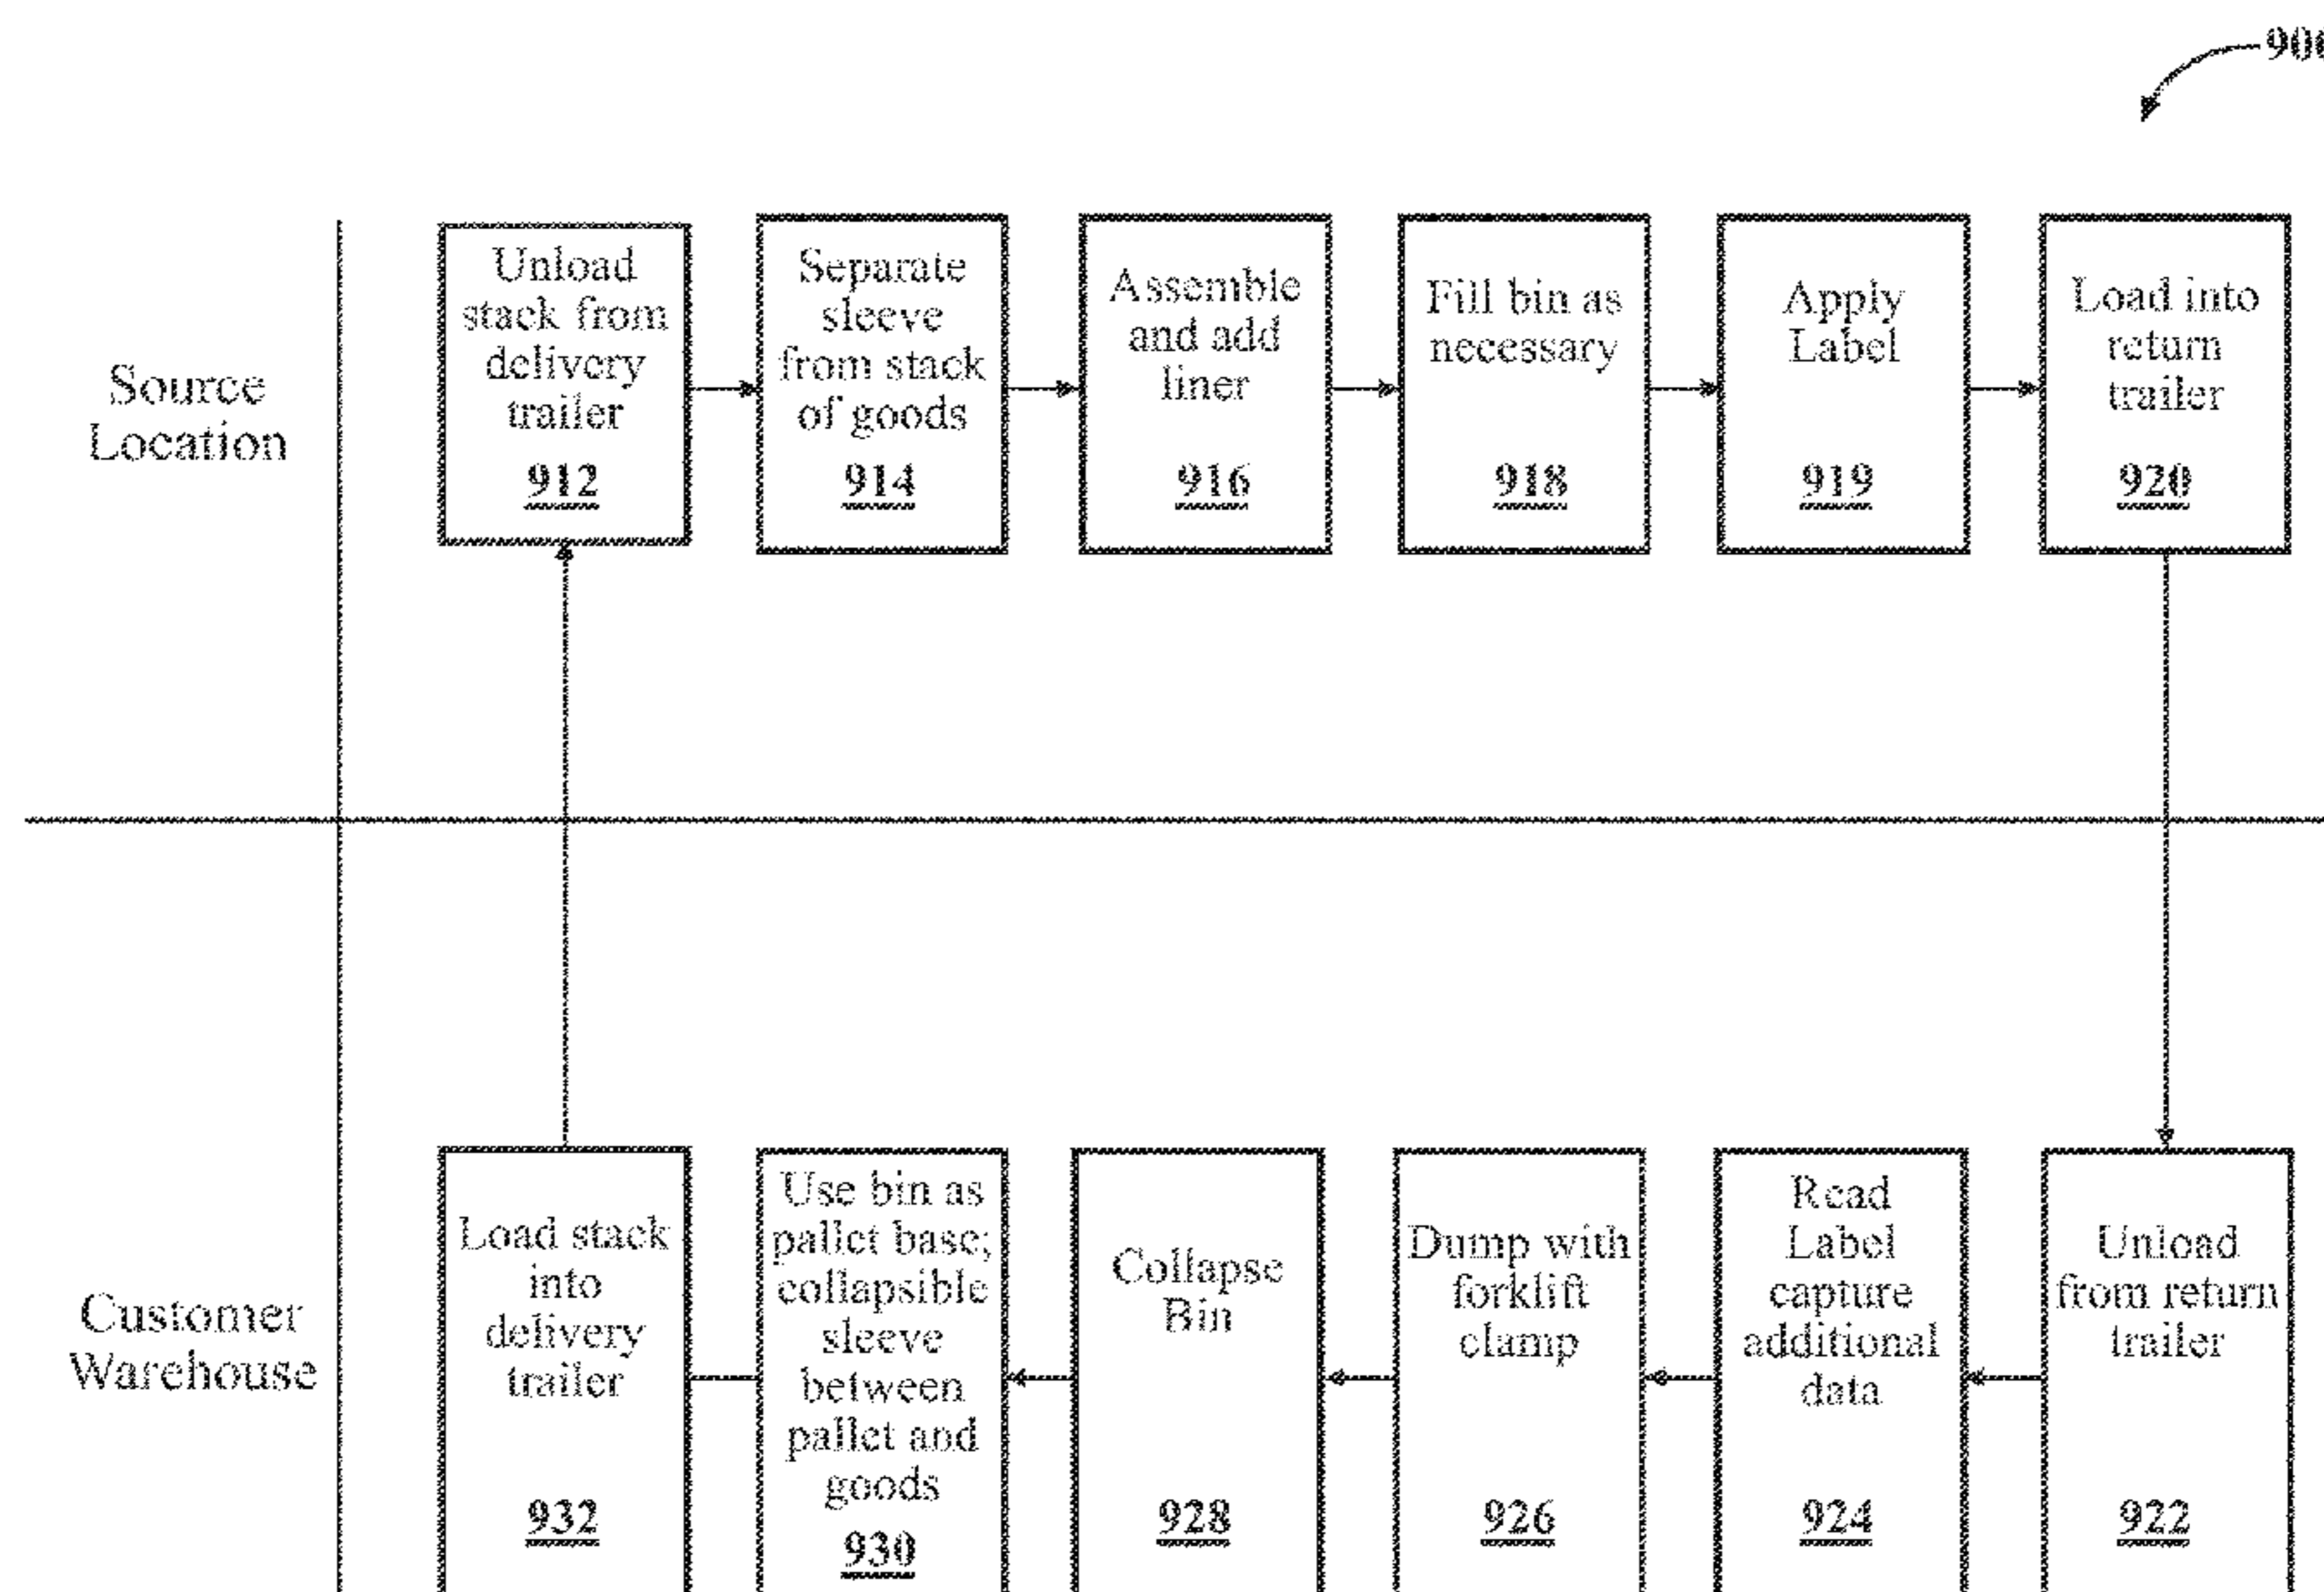 900
Source
Location
Unload
stack from
delivery
trailer
912
Separate
sleeve
from stack
of goods
914
Assemble
and add
liner
916
Fill bin as
necessary
918
Apply
Label
919
Load into
return
trailer
920
Customer
Warehouse
Load stack
into
delivery
trailer
932
Use bin as
pallet base;
collapsible
sleeve
between
pallet and
goods
930
Collapse
Bin
928
Dump with
forklift
clamp
926
Read
Label
capture
additional
data
924
Unload
from return
trailer
922